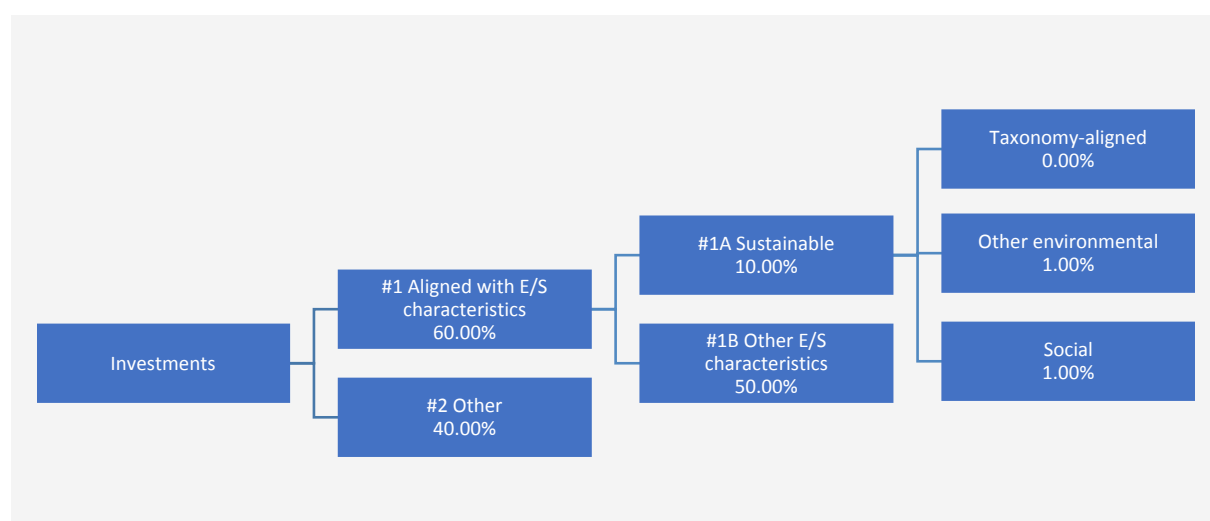 Investments
#1 Aligned with E/S
characteristics
60.00%
#2 Other
40.00%
#1A Sustainable
10.00%
#1B Other E/S
characteristics
50.00%
Taxonomy-aligned
0.00%
Other environmental
1.00%
Social
1.00%